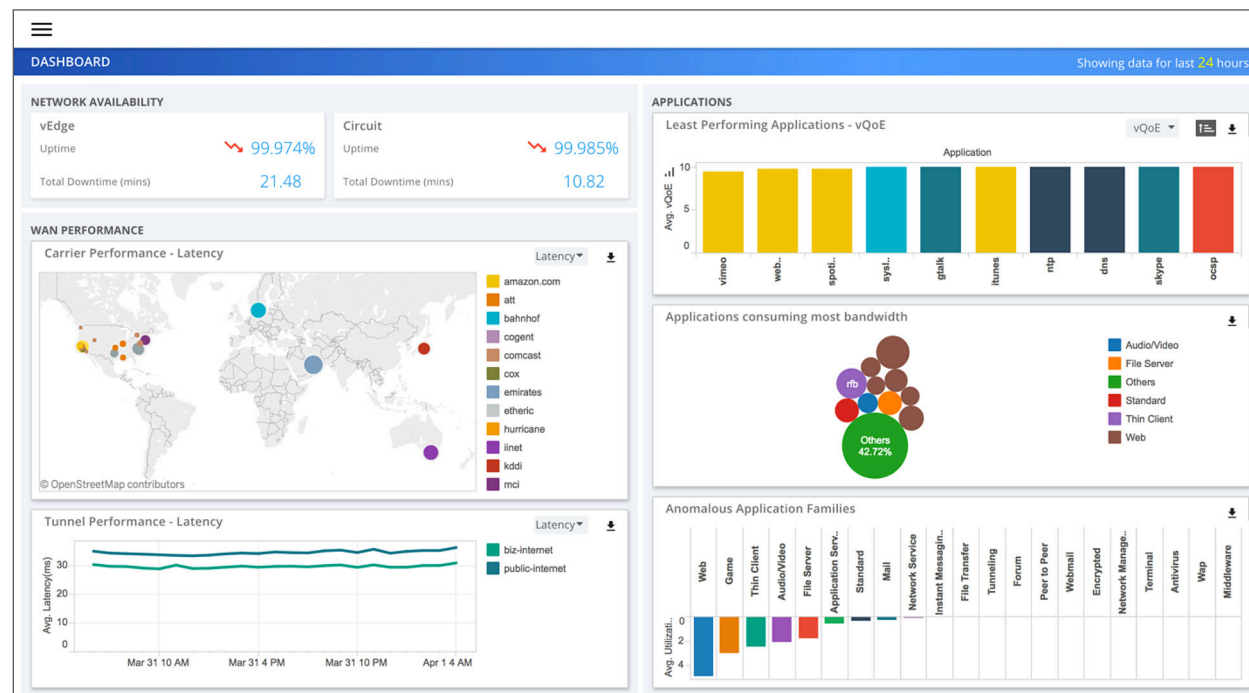 DASHBOARD
Showing data for last 24 hours
NETWORK AVAILABILITY
vEdge
Uptime
99.974%
Total Downtime (mins)
21.48
Circuit
Uptime
99.985%
Total Downtime (mins)
10.82
WAN PERFORMANCE
Carrier Performance - Latency
Latency
amazon.com
att
bahnhof
cogent
comcast
cox
emirates
etheric
hurricane
iinet
kddi
mci
© OpenStreetMap contributors
Tunnel Performance - Latency
Latency
biz-internet
public-internet
Avg. Latency(ms)
30
20
10
0
Mar 31 10 AM
Mar 31 4 PM
Mar 31 10 PM
Apr 1 4 AM
APPLICATIONS
Least Performing Applications - vQoE
vQoE
Application
Avg. vQoE
10
5
0
vimeo
web..
spoti..
sysl..
gtalk
itunes
ntp
dns
skype
ocsp
Applications consuming most bandwidth
rfb
Others
42.72%
Audio/Video
File Server
Others
Standard
Thin Client
Web
Anomalous Application Families
Web
Game
Thin Client
Audio/Video
File Server
Application Serv..
Standard
Mail
Network Service
Instant Messagin..
File Transfer
Tunneling
Forum
Peer to Peer
Webmail
Encrypted
Network Manage..
Terminal
Antivirus
Wap
Middleware
Avg. Utilizati..
0
2
4